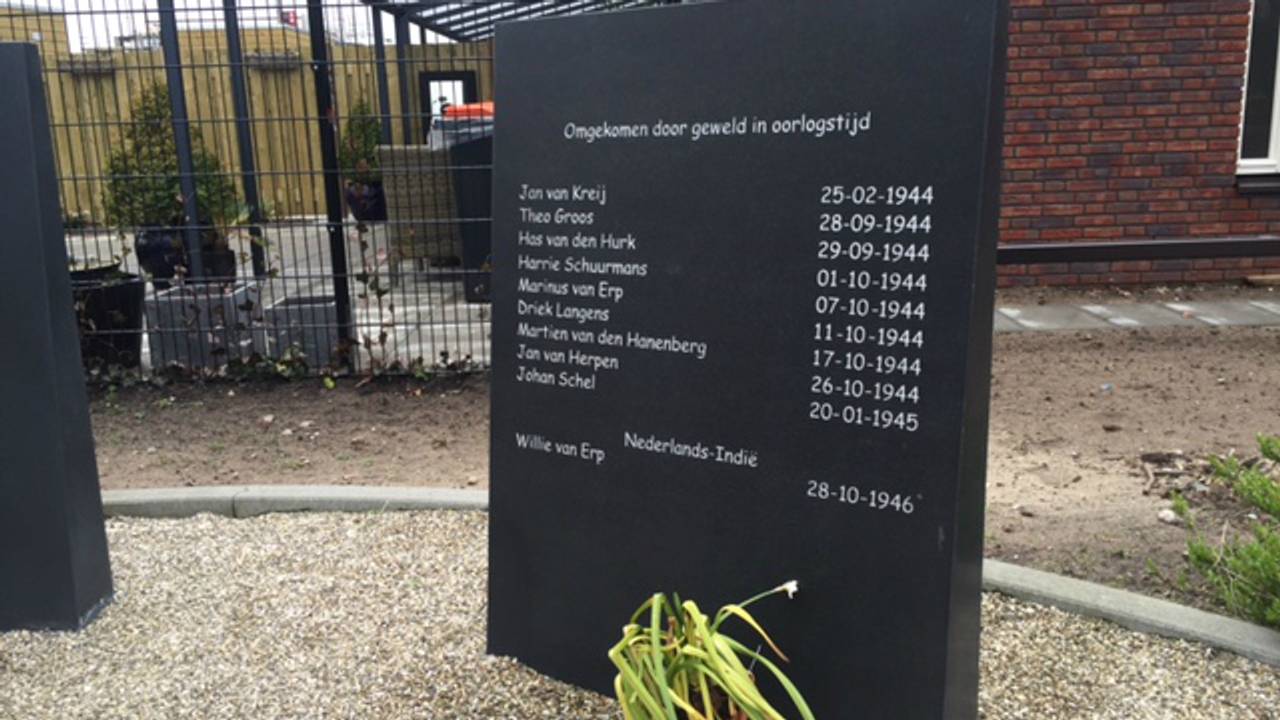 Omgekomen door geweld in oorlogstijd
Jan van Kreij 25-02-1944
Theo Groos 28-09-1944
Has van den Hurk 29-09-1944
Harrie Schuurmans 01-10-1944
Marinus van Erp 07-10-1944
Driek Langens 11-10-1944
Martien van den Hanenberg 17-10-1944
Jan van Herpen 26-10-1944
Johan Schel 20-01-1945
Nederlands-Indië
Willie van Erp 28-10-1946